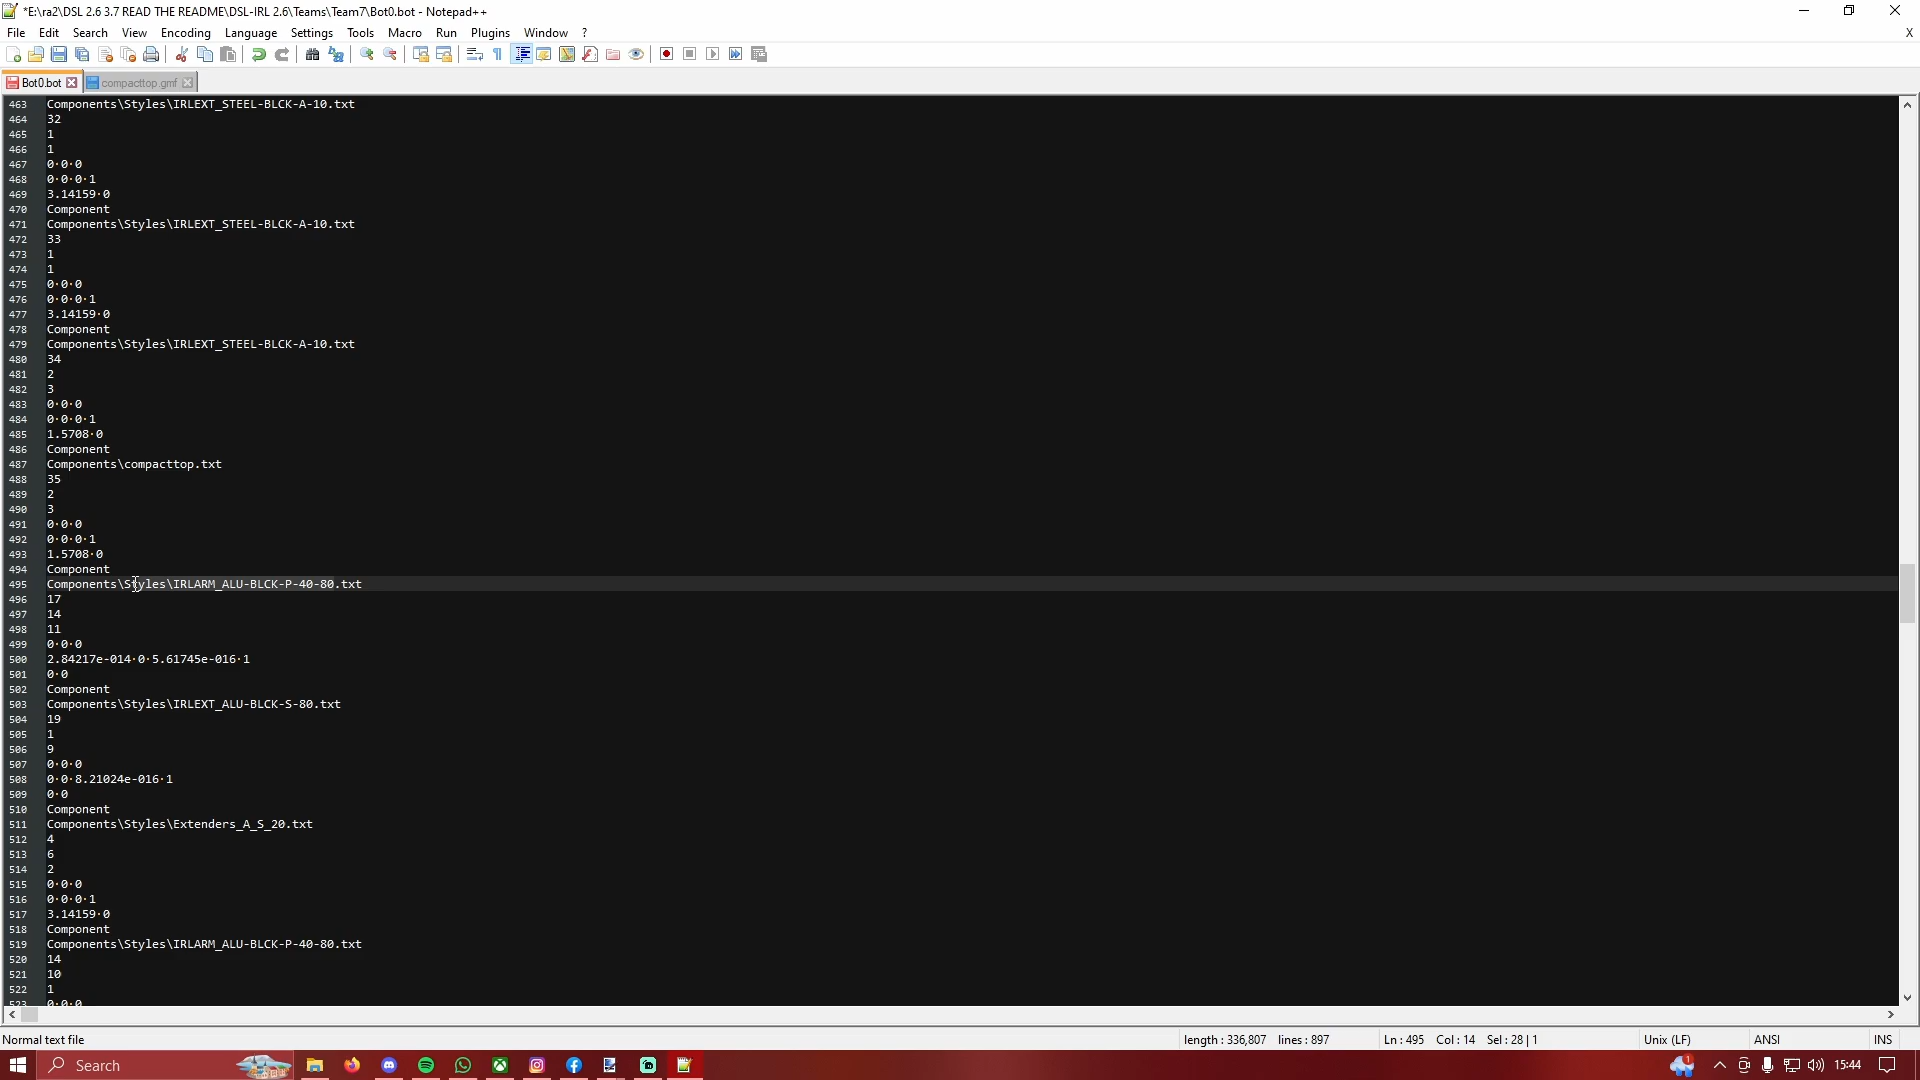 *E:\ra2\DSL 2.6 3.7 READ THE README\DSL-IRL 2.6\Teams\Team7\Bot0.bot - Notepad++
File Edit Search View Encoding Language Settings Tools Macro Run Plugins Window ? X
Bot0.bot compacttop.gmf
463 Components\Styles\IRLEXT_STEEL-BLCK-A-10.txt
464 32
465 1
466 1
467 0·0·0
468 0·0·0·1
469 3.14159·0
470 Component
471 Components\Styles\IRLEXT_STEEL-BLCK-A-10.txt
472 33
473 1
474 1
475 0·0·0
476 0·0·0·1
477 3.14159·0
478 Component
479 Components\Styles\IRLEXT_STEEL-BLCK-A-10.txt
480 34
481 2
482 3
483 0·0·0
484 0·0·0·1
485 1.5708·0
486 Component
487 Components\compacttop.txt
488 35
489 2
490 3
491 0·0·0
492 0·0·0·1
493 1.5708·0
494 Component
495 Components\Styles\IRLARM_ALU-BLCK-P-40-80.txt
496 17
497 14
498 11
499 0·0·0
500 2.84217e-014·0·5.61745e-016·1
501 0·0
502 Component
503 Components\Styles\IRLEXT_ALU-BLCK-S-80.txt
504 19
505 1
506 9
507 0·0·0
508 0·0·8.21024e-016·1
509 0·0
510 Component
511 Components\Styles\Extenders_A_S_20.txt
512 4
513 6
514 2
515 0·0·0
516 0·0·0·1
517 3.14159·0
518 Component
519 Components\Styles\IRLARM_ALU-BLCK-P-40-80.txt
520 14
521 10
522 1
523 0·0·0
Normal text file length : 336,807 lines : 897 Ln : 495 Col : 14 Sel : 28 | 1 Unix (LF) ANSI INS
Search 1 15:44